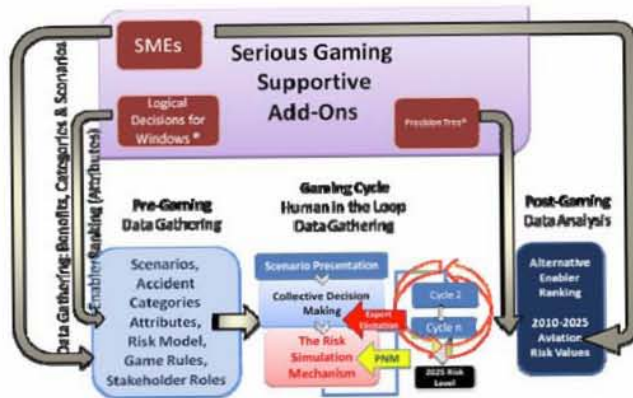 SMEs
Serious Gaming
Supportive
Add-Ons
Logical
Decisions for
Windows ®
Precision Tree®
Data Gathering: Benefits, Categories & Scenarios
Enabler Ranking (Attributes)
Pre-Gaming
Data Gathering
Gaming Cycle
Human in the Loop
Data Gathering
Post-Gaming
Data Analysis
Scenarios,
Accident
Categories
Attributes,
Risk Model,
Game Rules,
Stakeholder Roles
Scenario Presentation
Collective Decision
Making
Expert
Elicitation
The Risk
Simulation
Mechanism
PNM
Cycle 2
Cycle n
2025 Risk
Level
Alternative
Enabler
Ranking
2010-2025
Aviation
Risk Values